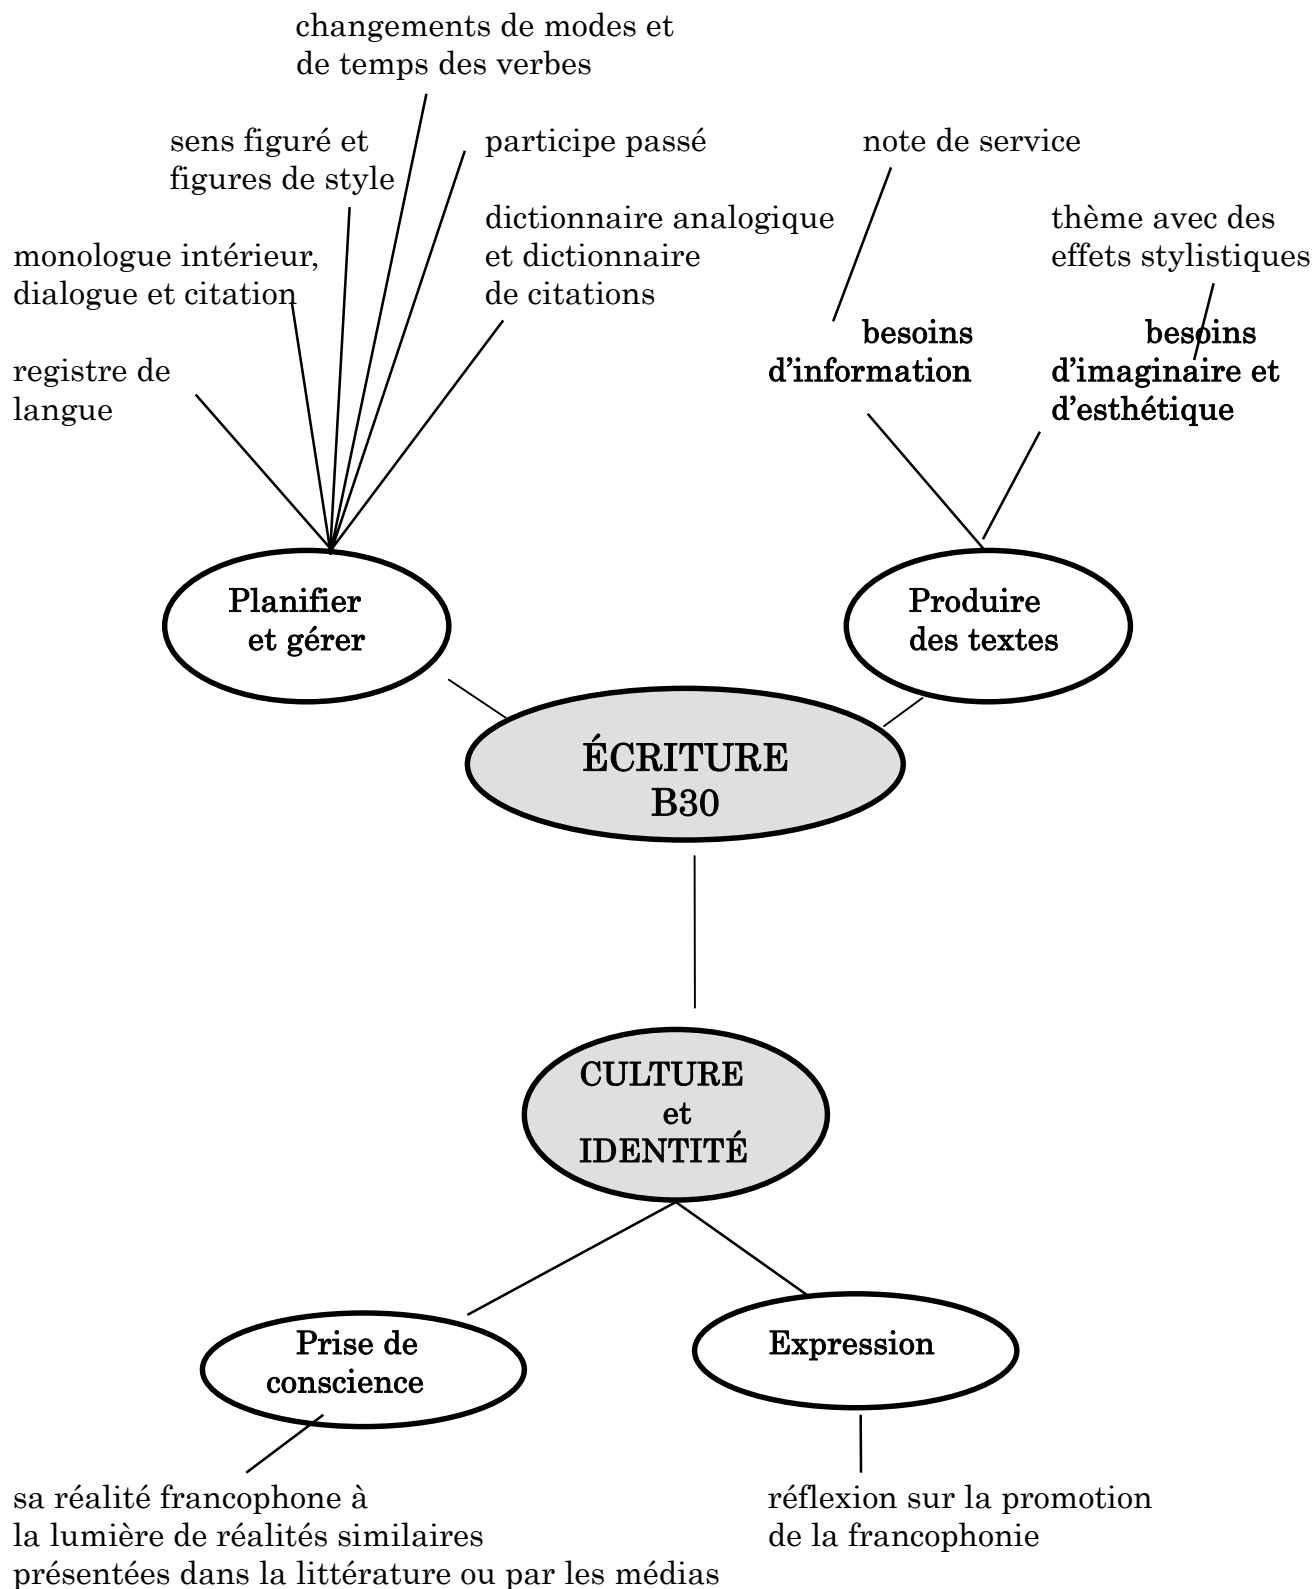 changements de modes et
de temps des verbes
sens figuré et
figures de style
participe passé
note de service
monologue intérieur,
dialogue et citation
dictionnaire analogique
et dictionnaire
de citations
thème avec des
effets stylistiques
registre de
langue
besoins
d'information
besoins
d'imaginaire et
d'esthétique
Planifier
et gérer
Produire
des textes
ÉCRITURE
B30
CULTURE
et
IDENTITÉ
Prise de
conscience
Expression
sa réalité francophone à
la lumière de réalités similaires
présentées dans la littérature ou par les médias
réflexion sur la promotion
de la francophonie